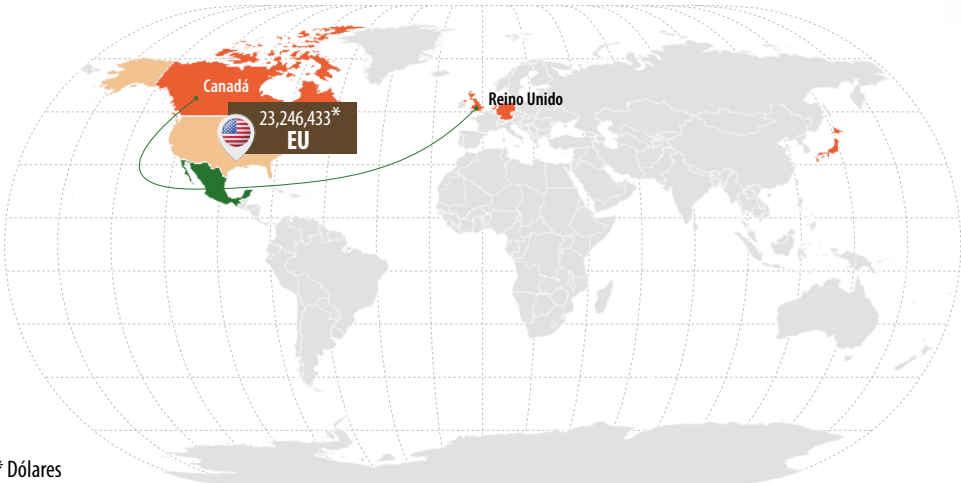 Canadá
Reino Unido
23,246,433*
EU
* Dólares